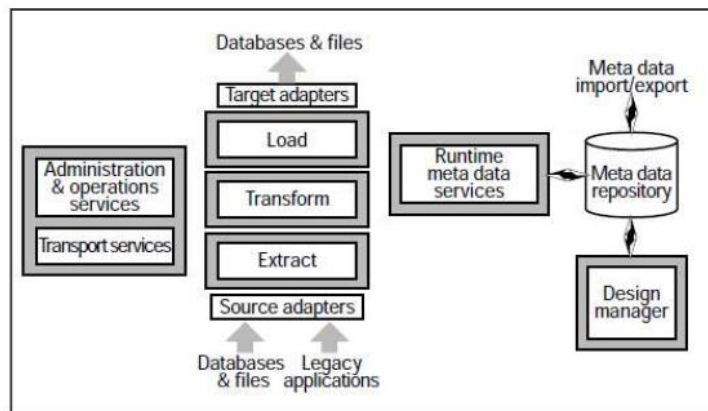 Databases & files
Target adapters
Load
Transform
Extract
Source adapters
Databases
& files
Legacy
applications
Administration
& operations
services
Transport services
Runtime
meta data
services
Meta data
import/export
Meta data
repository
Design
manager